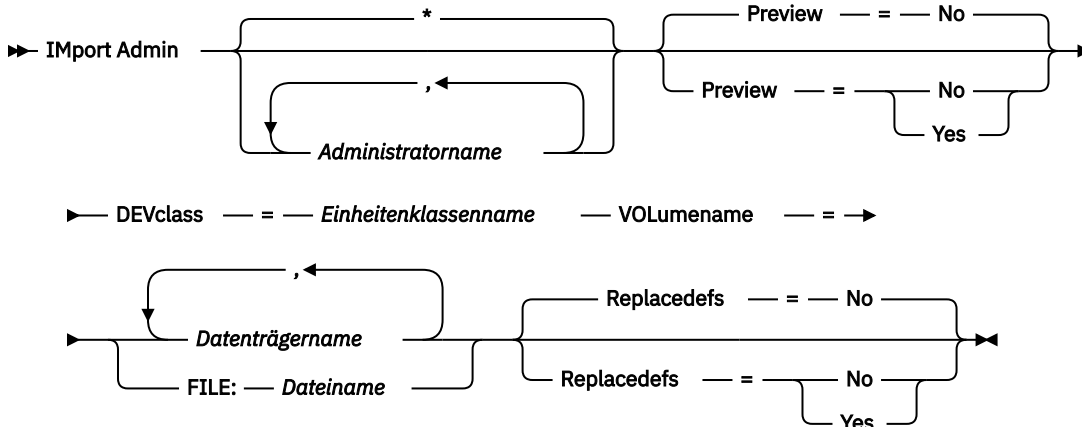 *
Preview = No
IMport Admin
,
Preview = No
Yes
Administratorname
DEVclass = Einheitenklassenname VOLumename =
,
Replacedefs = No
Datenträgername
Replacedefs = No
FILE: Dateiname
Yes